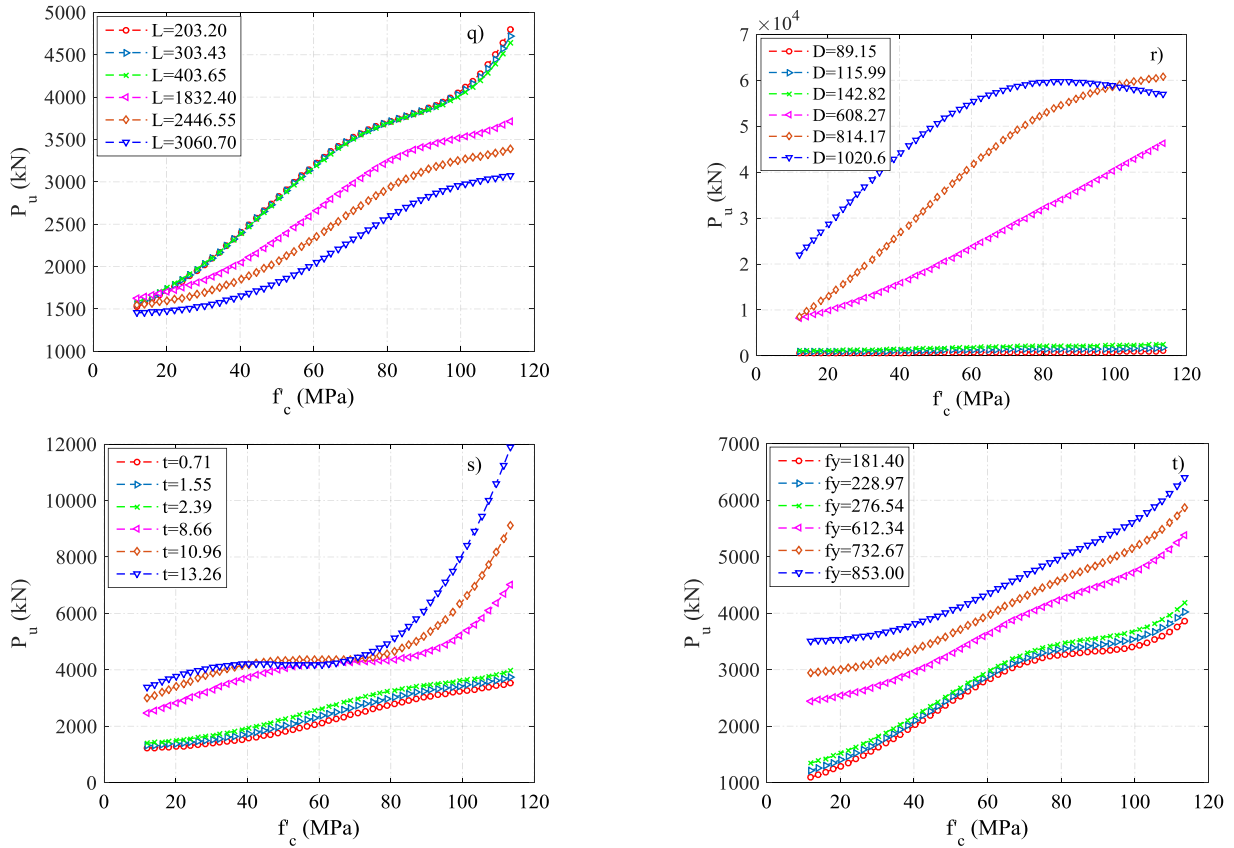 q)
5000
4500
4000
3500
3000
2500
2000
1500
1000
P_u (kN)
L=203.20
L=303.43
L=403.65
L=1832.40
L=2446.55
L=3060.70
0 20 40 60 80 100 120
f'_c (MPa)
r)
×10^4
7
6
5
4
3
2
1
0
P_u (kN)
D=89.15
D=115.99
D=142.82
D=608.27
D=814.17
D=1020.6
0 20 40 60 80 100 120
f'_c (MPa)
s)
12000
10000
8000
6000
4000
2000
0
P_u (kN)
t=0.71
t=1.55
t=2.39
t=8.66
t=10.96
t=13.26
0 20 40 60 80 100 120
f'_c (MPa)
t)
7000
6000
5000
4000
3000
2000
1000
P_u (kN)
fy=181.40
fy=228.97
fy=276.54
fy=612.34
fy=732.67
fy=853.00
0 20 40 60 80 100 120
f'_c (MPa)